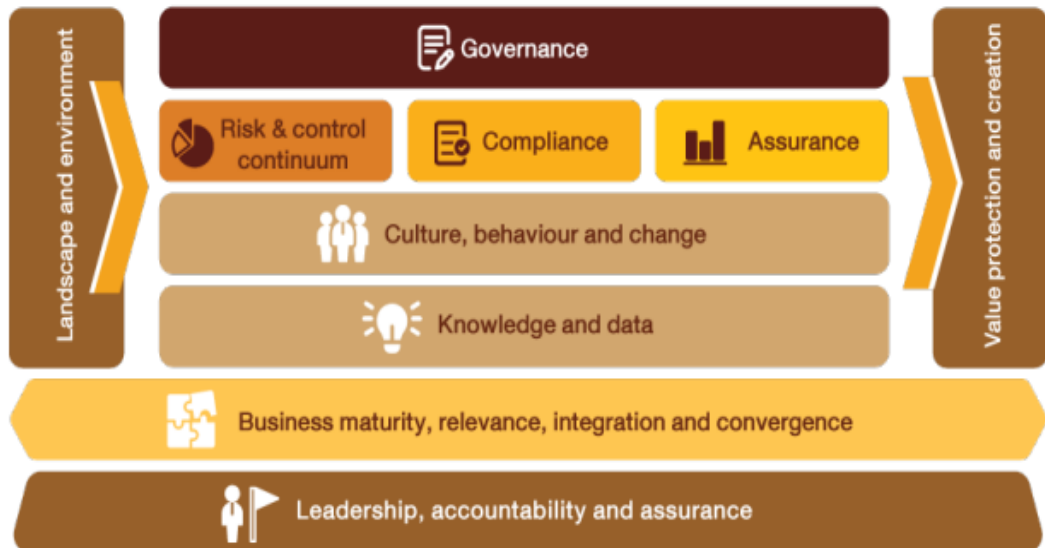 Landscape and environment
Governance
Risk & control
continuum
Compliance
Assurance
Culture, behaviour and change
Knowledge and data
Value protection and creation
Business maturity, relevance, integration and convergence
Leadership, accountability and assurance